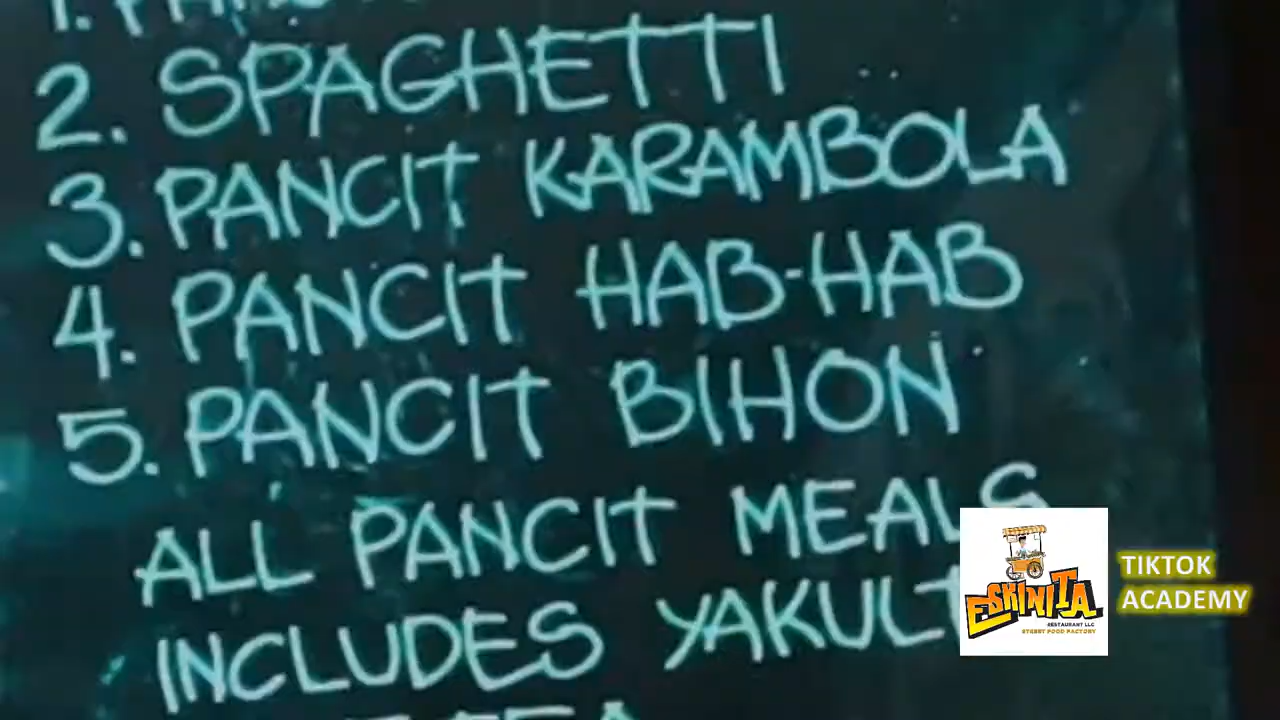 2. SPAGHETTI
3. PANCIT KARAMBOLA
4. PANCIT HAB-HAB
5. PANCIT BIHON
ALL PANCIT MEALS
INCLUDES YAKULT
ESKINITA
RESTAURANT LLC
STREET FOOD FACTORY
TIKTOK
ACADEMY